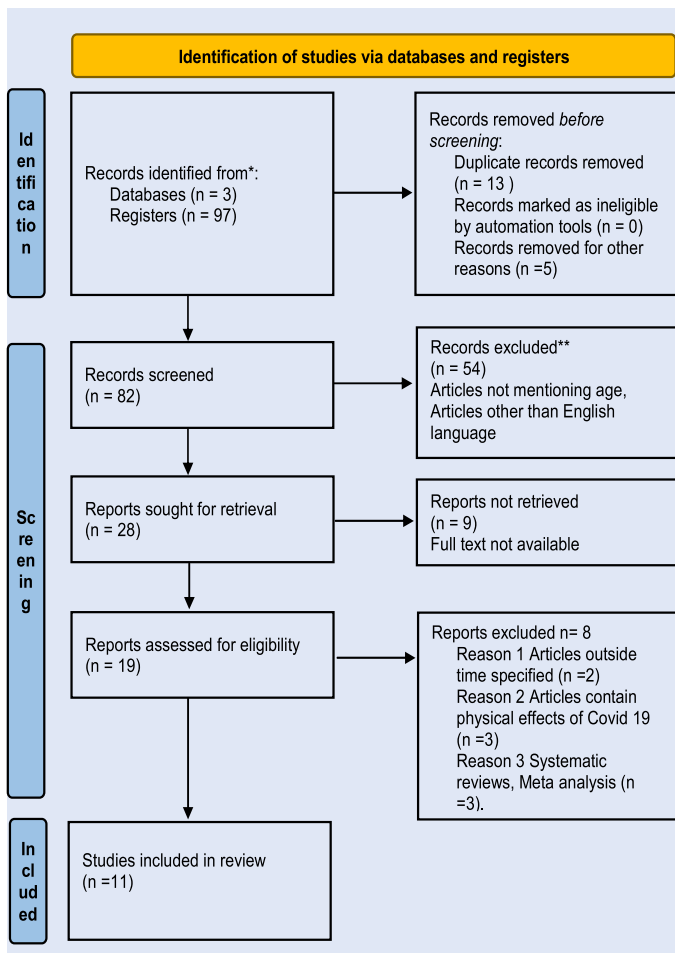 Identification of studies via databases and registers
Id
en
tifi
ca
tio
n
Records identified from*:
Databases (n = 3)
Registers (n = 97)
Records removed before
screening:
Duplicate records removed
(n = 13 )
Records marked as ineligible
by automation tools (n = 0)
Records removed for other
reasons (n =5)
Sc
re
en
in
g
Records screened
(n = 82)
Records excluded**
(n = 54)
Articles not mentioning age,
Articles other than English
language
Reports sought for retrieval
(n = 28)
Reports not retrieved
(n = 9)
Full text not available
Reports assessed for eligibility
(n = 19)
Reports excluded n= 8
Reason 1 Articles outside
time specified (n =2)
Reason 2 Articles contain
physical effects of Covid 19
(n =3)
Reason 3 Systematic
reviews, Meta analysis (n
=3).
In
cl
ud
ed
Studies included in review
(n =11)